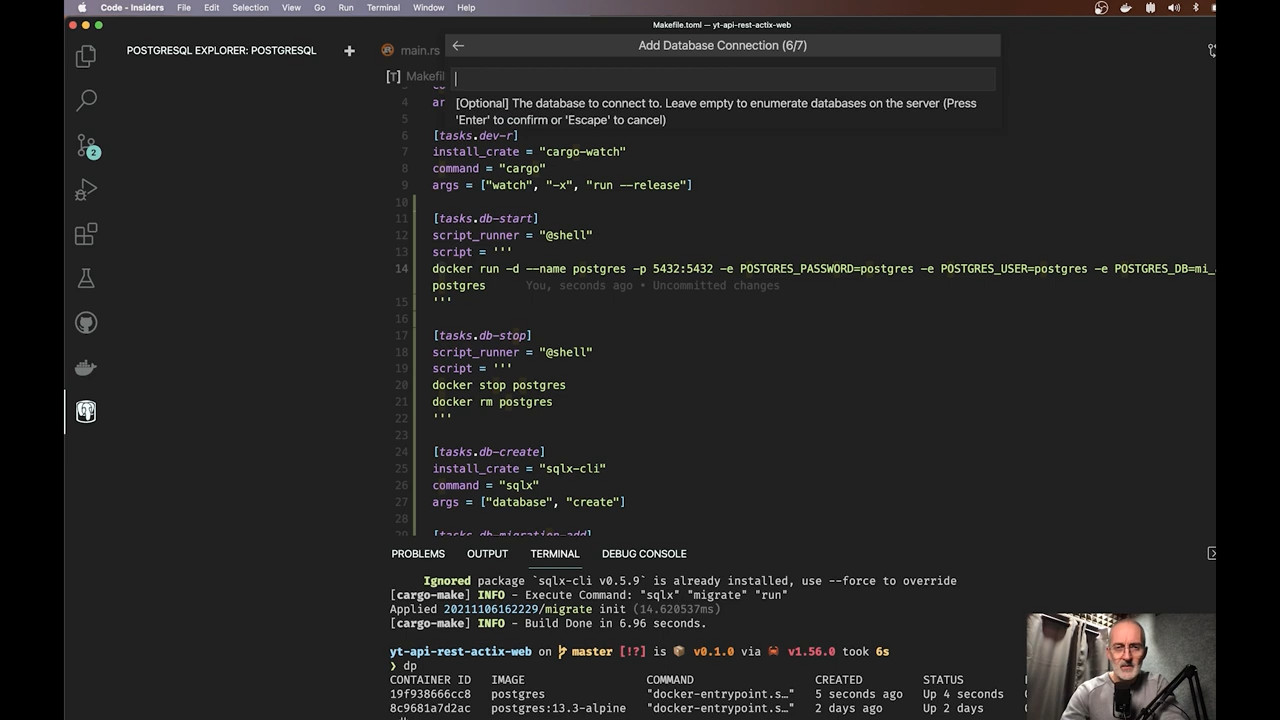 Code - Insiders File Edit Selection View Go Run Terminal Window Help
Makefile.toml — yt-api-rest-actix-web
POSTGRESQL EXPLORER: POSTGRESQL
main.rs
Add Database Connection (6/7)
[T] Makefil
[Optional] The database to connect to. Leave empty to enumerate databases on the server (Press
'Enter' to confirm or 'Escape' to cancel)
4 ar
5
6 [tasks.dev-r]
7 install_crate = "cargo-watch"
8 command = "cargo"
9 args = ["watch", "-x", "run --release"]
10
11 [tasks.db-start]
12 script_runner = "@shell"
13 script = '''
14 docker run -d --name postgres -p 5432:5432 -e POSTGRES_PASSWORD=postgres -e POSTGRES_USER=postgres -e POSTGRES_DB=mi_
postgres You, seconds ago • Uncommitted changes
15 '''
16
17 [tasks.db-stop]
18 script_runner = "@shell"
19 script = '''
20 docker stop postgres
21 docker rm postgres
22 '''
23
24 [tasks.db-create]
25 install_crate = "sqlx-cli"
26 command = "sqlx"
27 args = ["database", "create"]
28
29 [tasks.db-migration-add]
2
PROBLEMS OUTPUT TERMINAL DEBUG CONSOLE
Ignored package `sqlx-cli v0.5.9` is already installed, use --force to override
[cargo-make] INFO - Execute Command: "sqlx" "migrate" "run"
Applied 20211106162229/migrate init (14.620537ms)
[cargo-make] INFO - Build Done in 6.96 seconds.
yt-api-rest-actix-web on master [!?] is v0.1.0 via v1.56.0 took 6s
❯ dp
CONTAINER ID IMAGE COMMAND CREATED STATUS
19f938666cc8 postgres "docker-entrypoint.s…" 5 seconds ago Up 4 seconds
8c9681a7d2ac postgres:13.3-alpine "docker-entrypoint.s…" 2 days ago Up 2 days